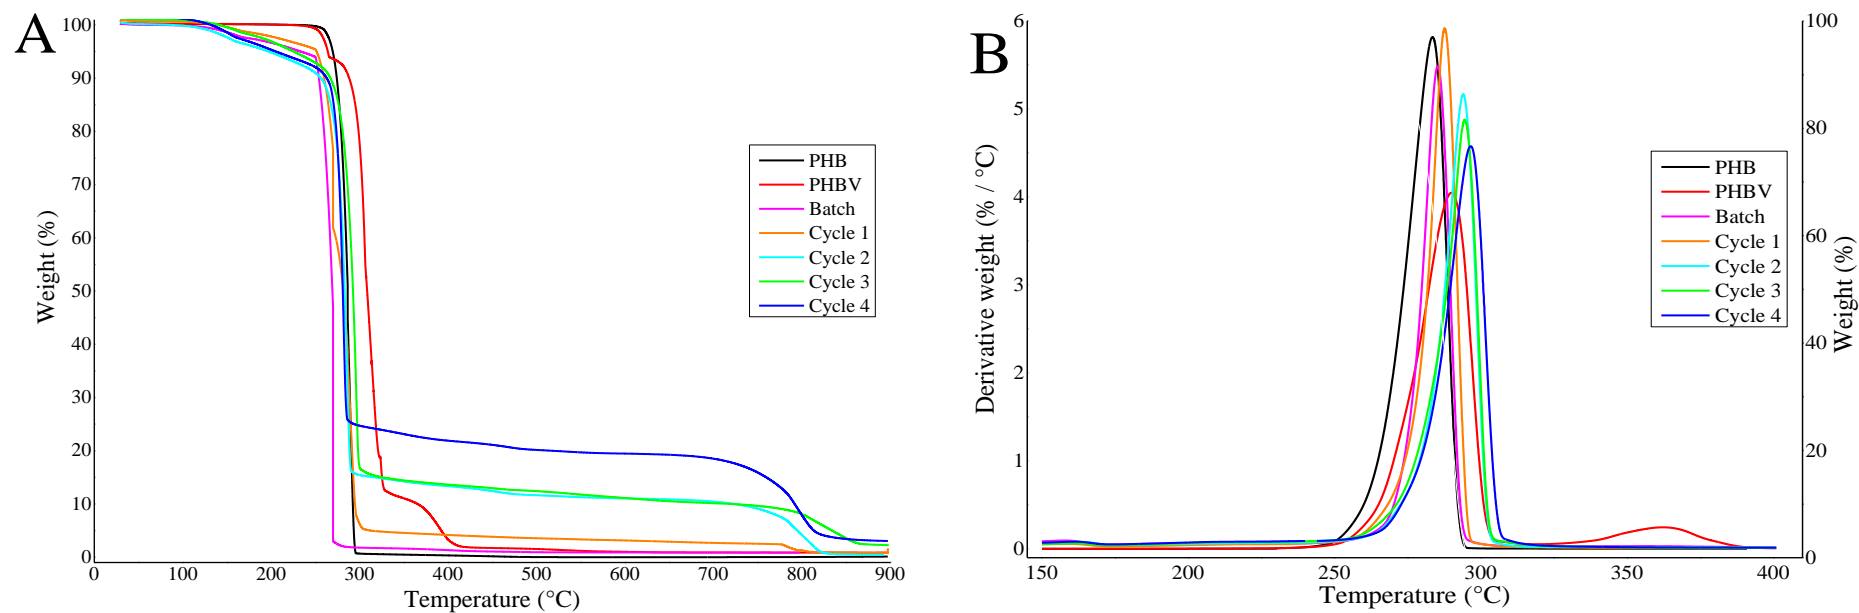 A
100
90
80
70
60
50
40
30
20
10
0
Weight (%)
0 100 200 300 400 500 600 700 800 900
Temperature (°C)
PHB
PHBV
Batch
Cycle 1
Cycle 2
Cycle 3
Cycle 4
B
6
5
4
3
2
1
0
Derivative weight (% / °C)
150 200 250 300 350 400
Temperature (°C)
PHB
PHBV
Batch
Cycle 1
Cycle 2
Cycle 3
Cycle 4
100
80
60
40
20
0
Weight (%)